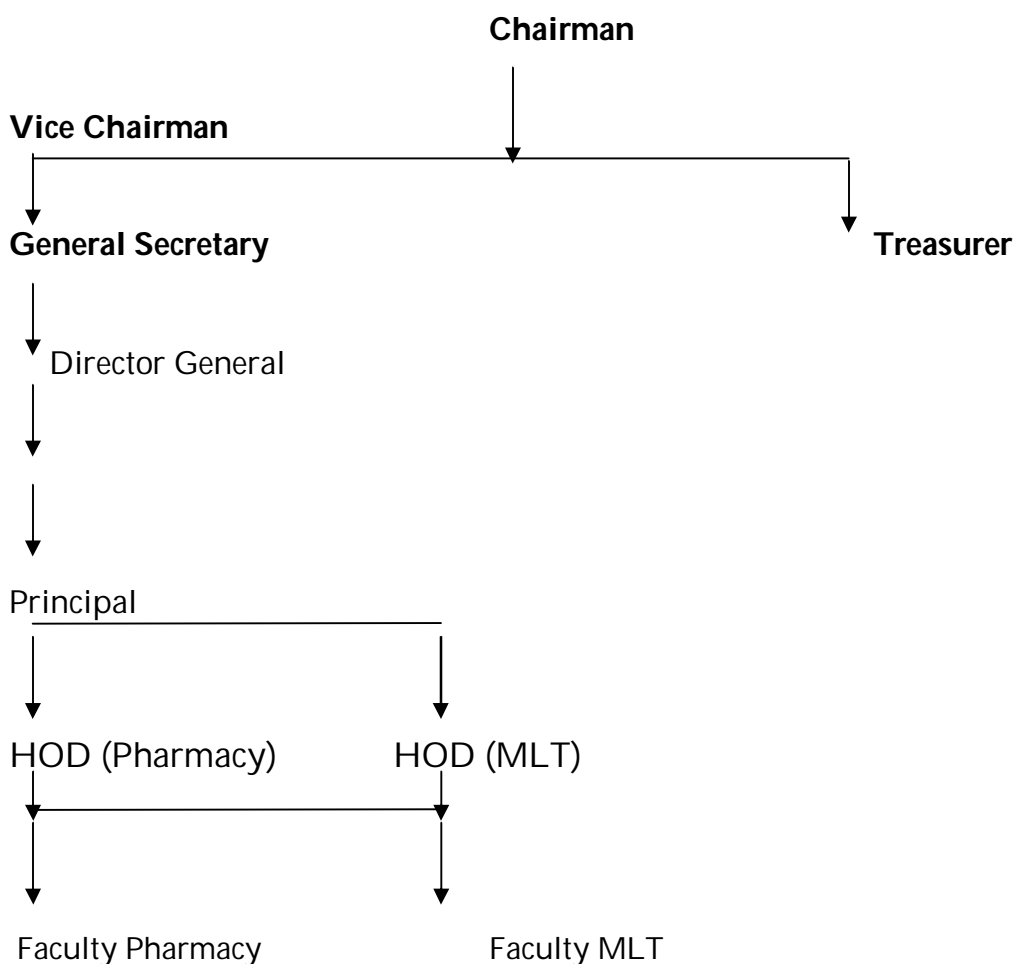 Chairman
Vice Chairman
General Secretary Treasurer
Director General
Principal
HOD (Pharmacy) HOD (MLT)
Faculty Pharmacy Faculty MLT